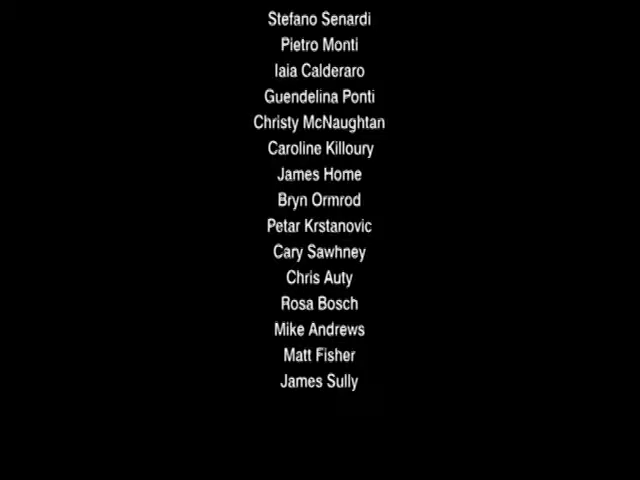 Stefano Senardi
Pietro Monti
Iaia Calderaro
Guendelina Ponti
Christy McNaughtan
Caroline Killoury
James Home
Bryn Ormrod
Petar Krstanovic
Cary Sawhney
Chris Auty
Rosa Bosch
Mike Andrews
Matt Fisher
James Sully